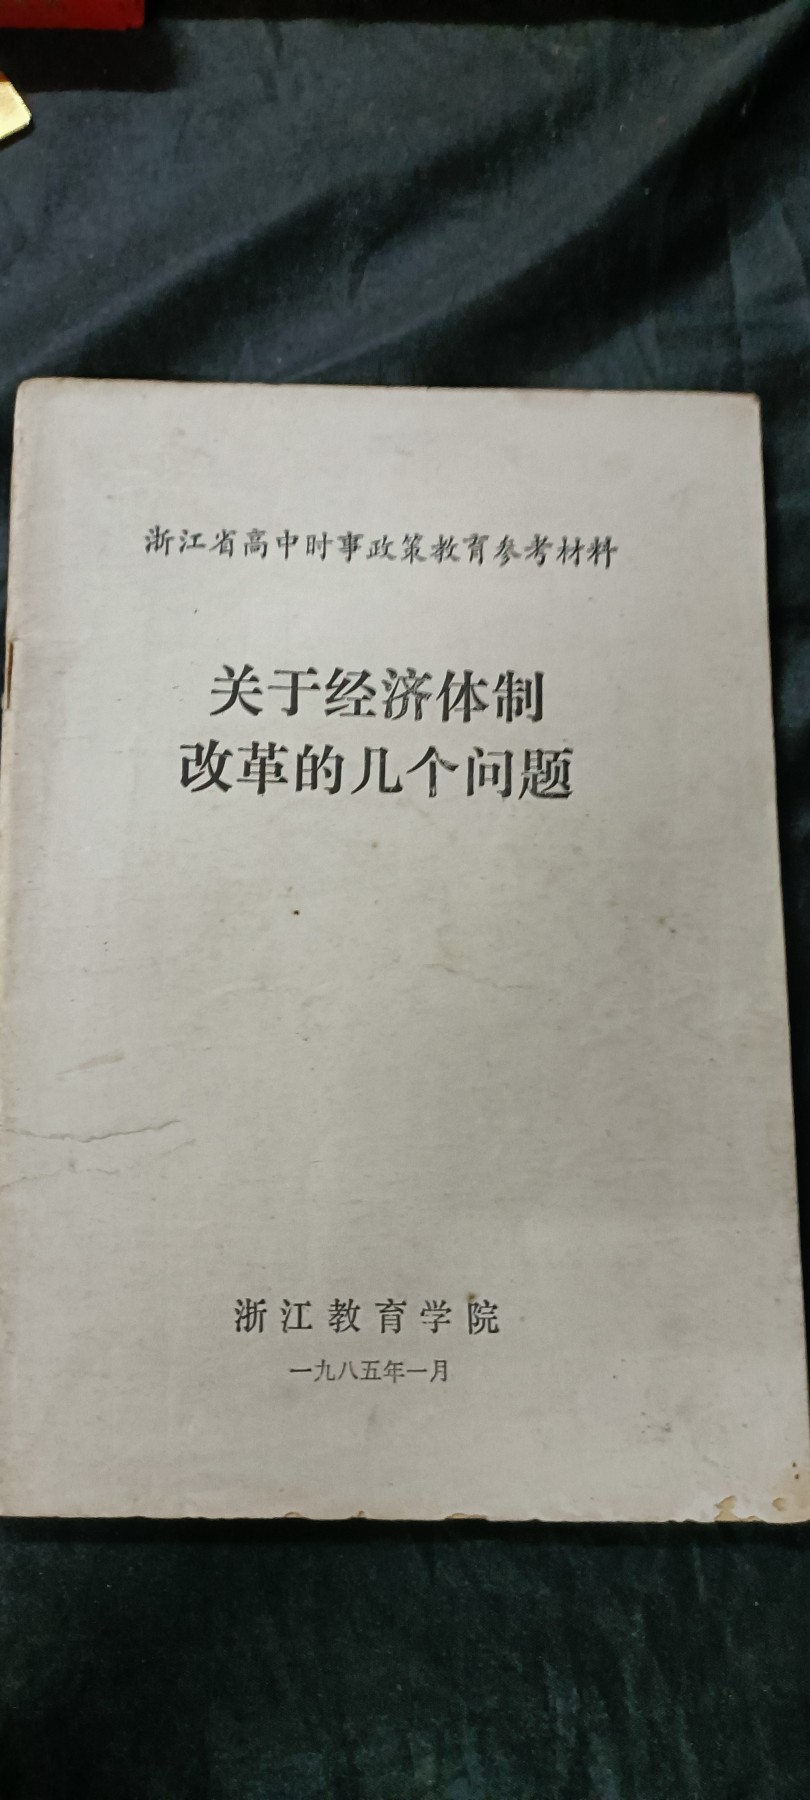 浙江省高中时事政策教育参考材料
关于经济体制
改革的几个问题
浙江教育学院
一九八五年一月